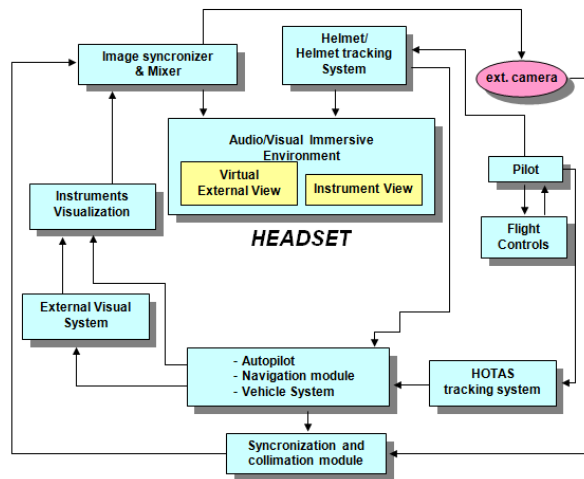 Image syncronizer
& Mixer
Helmet/
Helmet tracking
System
ext. camera
Audio/Visual Immersive
Environment
Virtual
External View
Instrument View
HEADSET
Pilot
Flight
Controls
Instruments
Visualization
External Visual
System
- Autopilot
- Navigation module
- Vehicle System
HOTAS
tracking system
Syncronization and
collimation module